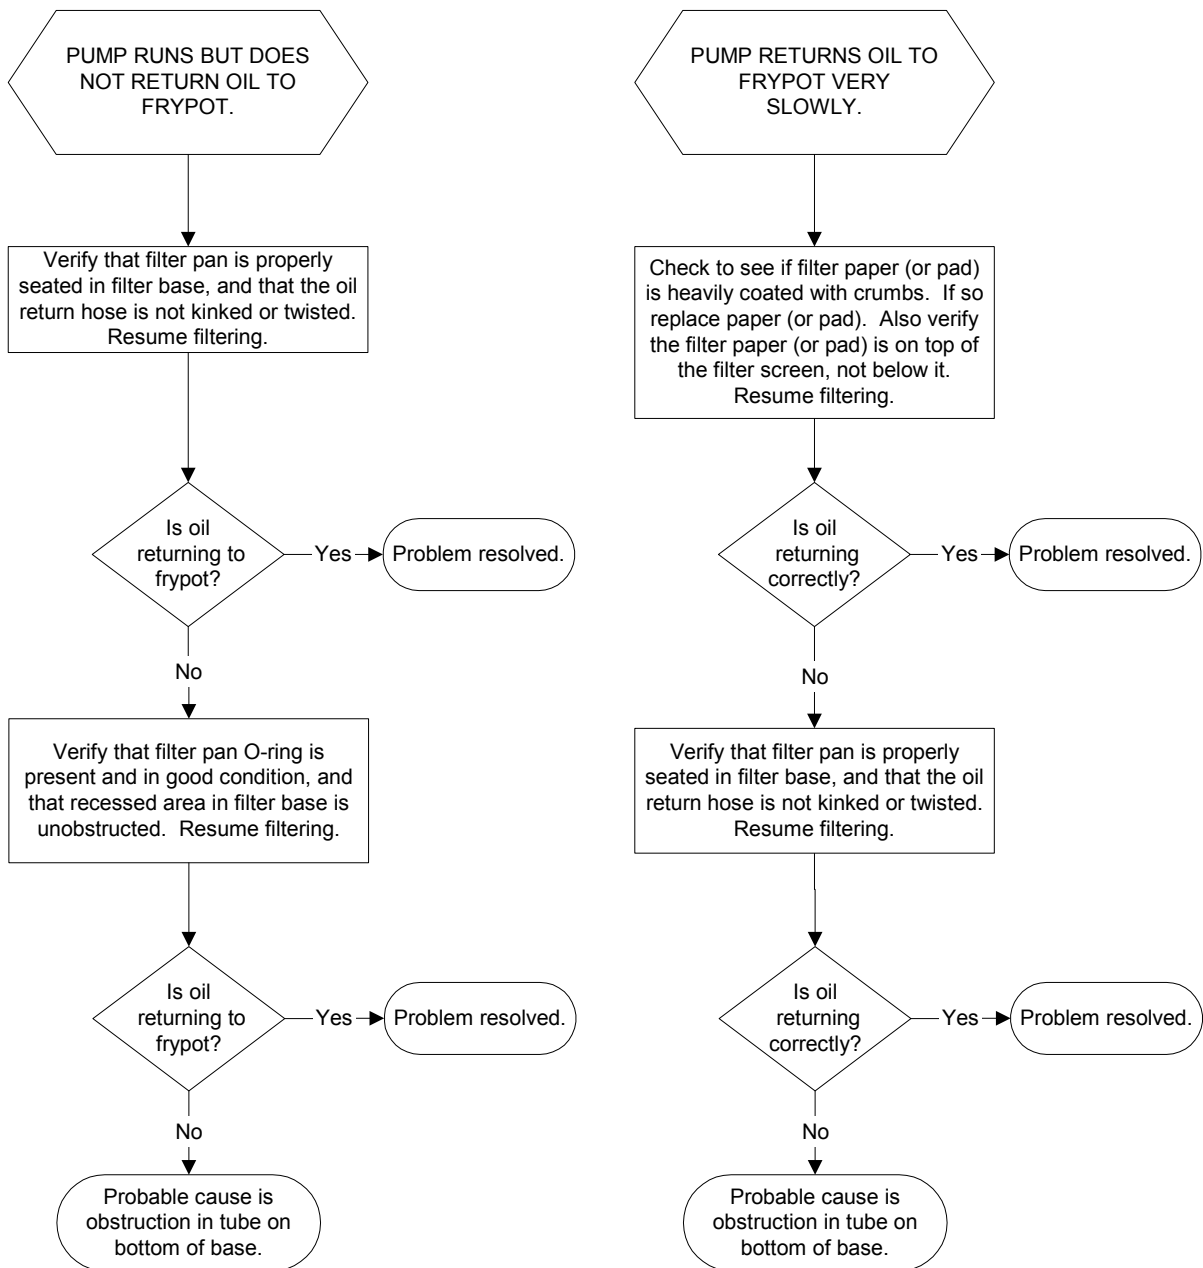 PUMP RUNS BUT DOES
NOT RETURN OIL TO
FRYPOT.
Verify that filter pan is properly
seated in filter base, and that the oil
return hose is not kinked or twisted.
Resume filtering.
Is oil
returning to
frypot?
Yes
Problem resolved.
No
Verify that filter pan O-ring is
present and in good condition, and
that recessed area in filter base is
unobstructed.  Resume filtering.
Is oil
returning to
frypot?
Yes
Problem resolved.
No
Probable cause is
obstruction in tube on
bottom of base.
PUMP RETURNS OIL TO
FRYPOT VERY
SLOWLY.
Check to see if filter paper (or pad)
is heavily coated with crumbs.  If so
replace paper (or pad).  Also verify
the filter paper (or pad) is on top of
the filter screen, not below it.
Resume filtering.
Is oil
returning
correctly?
Yes
Problem resolved.
No
Verify that filter pan is properly
seated in filter base, and that the oil
return hose is not kinked or twisted.
Resume filtering.
Is oil
returning
correctly?
Yes
Problem resolved.
No
Probable cause is
obstruction in tube on
bottom of base.